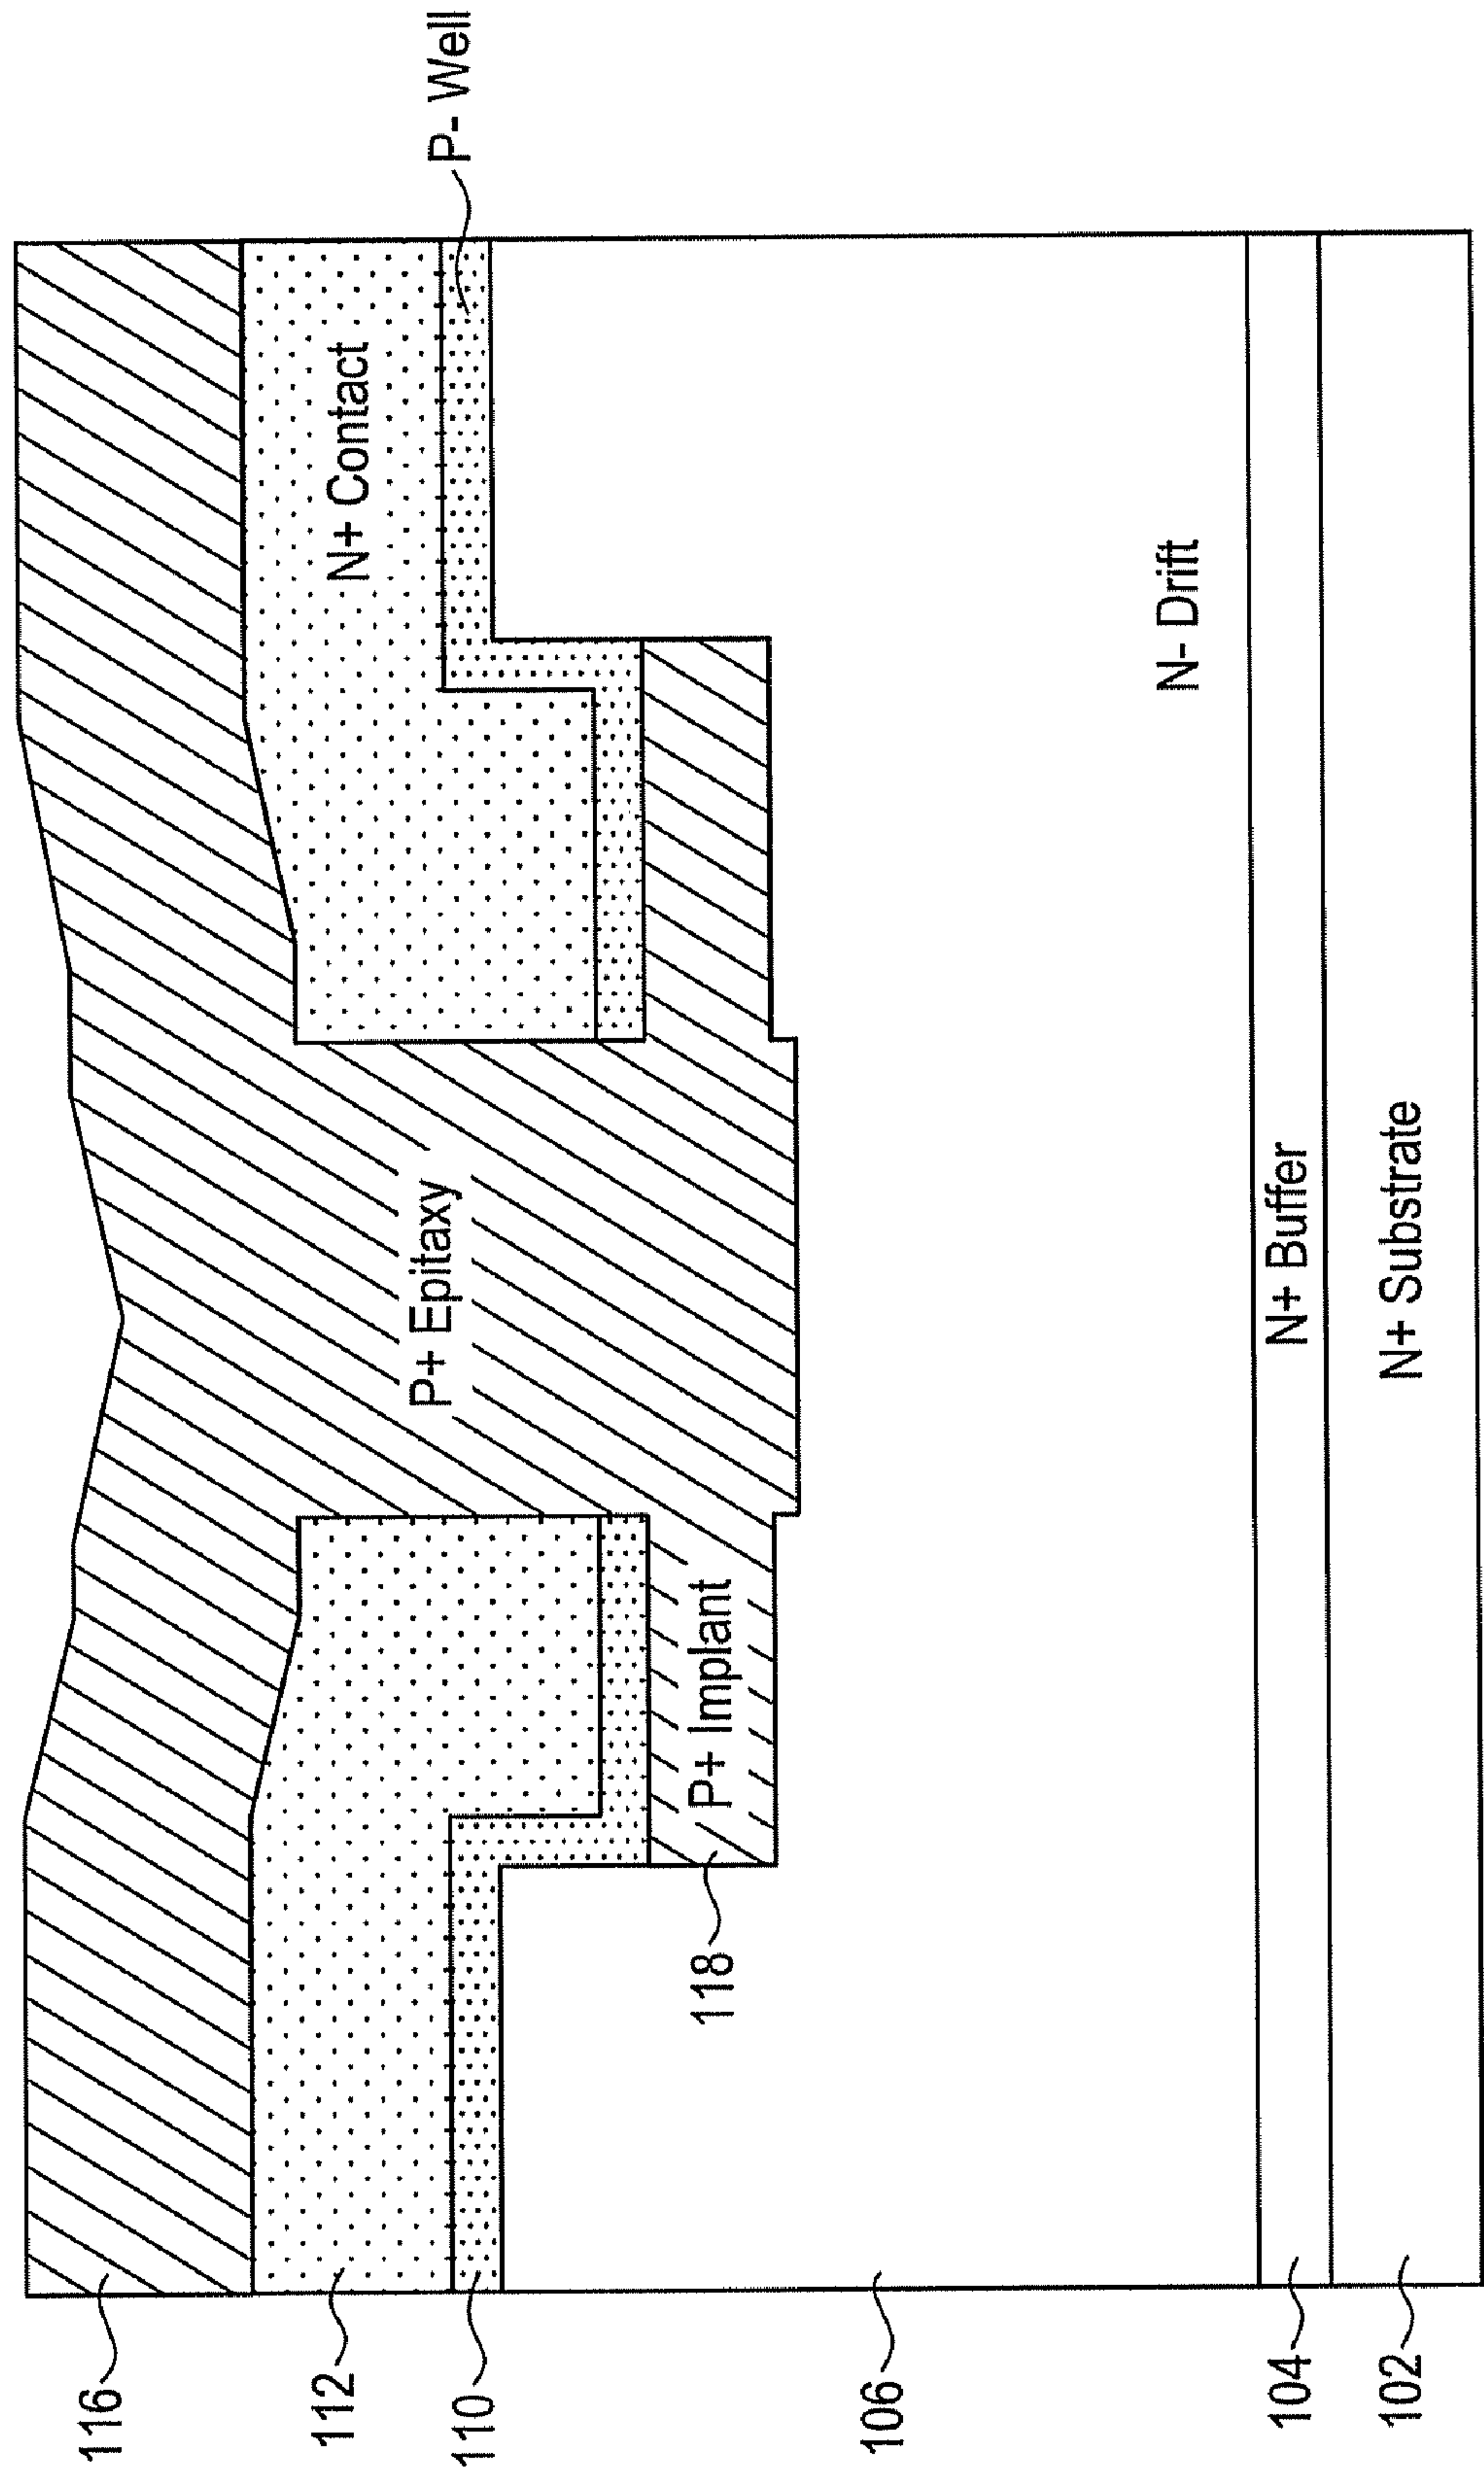 116
112
110
106
104
102
118
P+ Implant
P+ Epitaxy
N+ Contact
P- Well
N- Drift
N+ Buffer
N+ Substrate